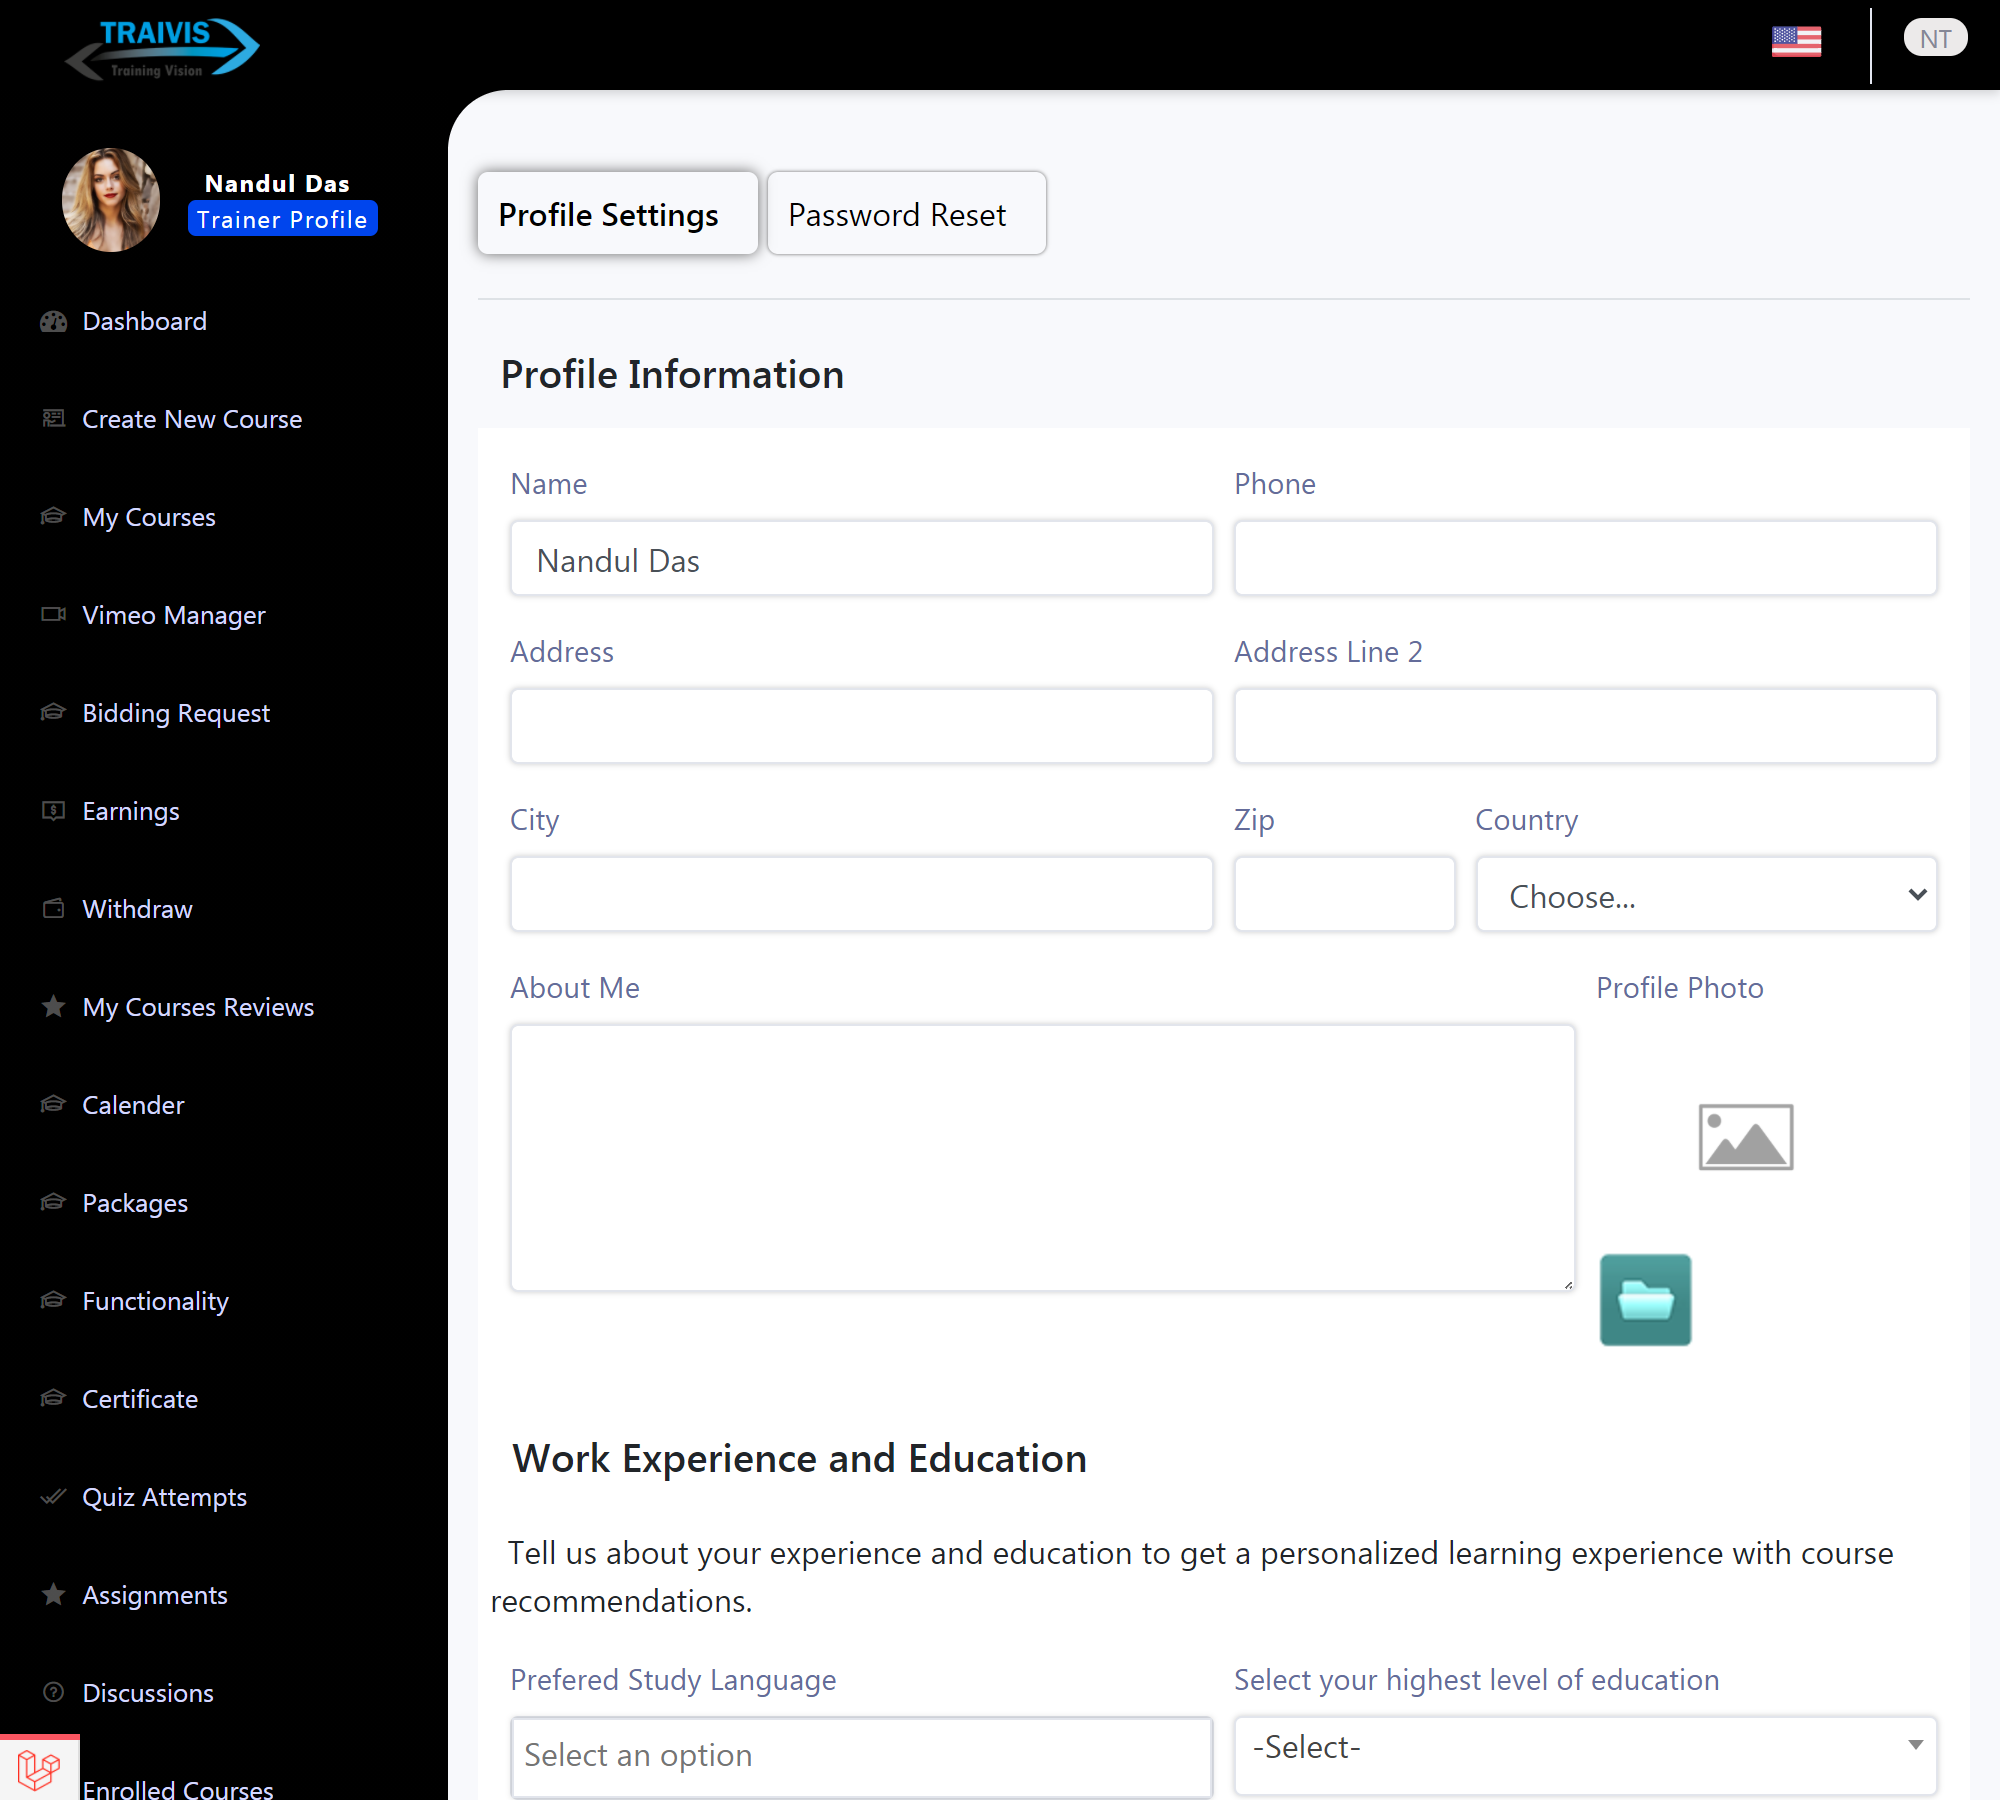 TRAIVIS
Training Vision
NT
Nandul Das
Trainer Profile
Dashboard
Create New Course
My Courses
Vimeo Manager
Bidding Request
Earnings
Withdraw
My Courses Reviews
Calender
Packages
Functionality
Certificate
Quiz Attempts
Assignments
Discussions
Enrolled Courses
Profile Settings
Password Reset
Profile Information
Name
Phone
Nandul Das
Address
Address Line 2
City
Zip
Country
Choose...
About Me
Profile Photo
Work Experience and Education
Tell us about your experience and education to get a personalized learning experience with course
recommendations.
Prefered Study Language
Select your highest level of education
Select an option
-Select-